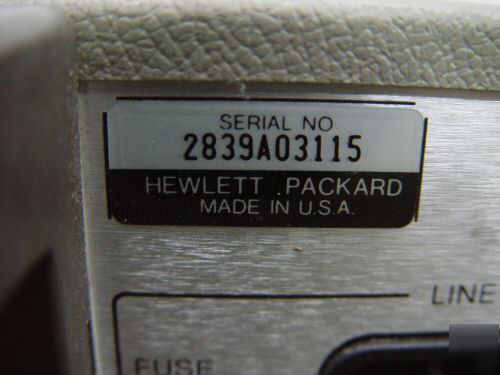 SERIAL NO
2839A03115
HEWLETT . PACKARD
MADE IN U.S.A.
LINE
FUSE